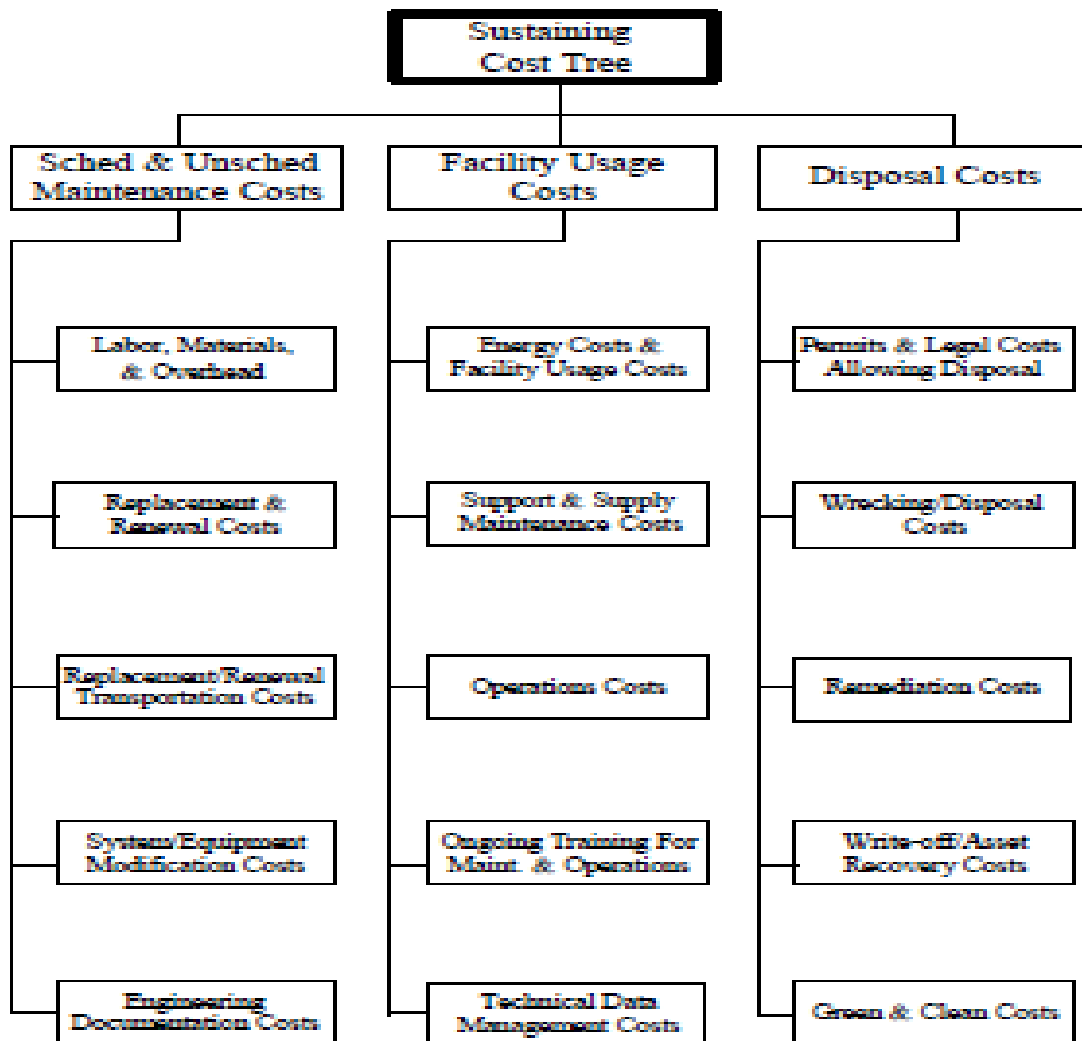 Sustaining
Cost Tree
Sched & Unsched
Maintenance Costs
Facility Usage
Costs
Disposal Costs
Labor, Materials,
& Overhead
Energy Costs &
Facility Usage Costs
Permits & Legal Costs
Allowing Disposal
Replacement &
Renewal Costs
Support & Supply
Maintenance Costs
Wrecking/Disposal
Costs
Replacement/Renewal
Transportation Costs
Operations Costs
Remediation Costs
System/Equipment
Modification Costs
Ongoing Training For
Maint. & Operations
Write-off/Asset
Recovery Costs
Engineering
Documentation Costs
Technical Data
Management Costs
Green & Clean Costs